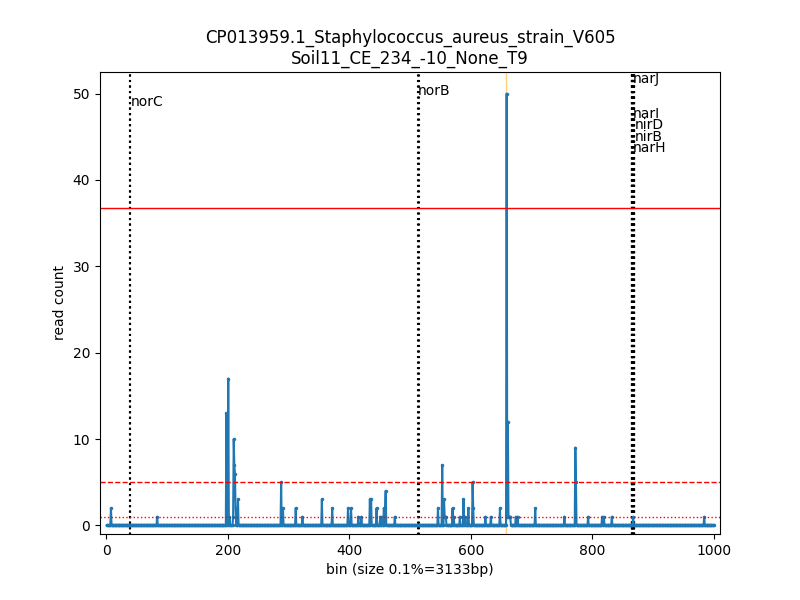 CP013959.1_Staphylococcus_aureus_strain_V605
Soil11_CE_234_-10_None_T9
narJ
norB
norC
narI
nirD
nirB
narH
50
40
30
20
10
0
read count
0 200 400 600 800 1000
bin (size 0.1%=3133bp)